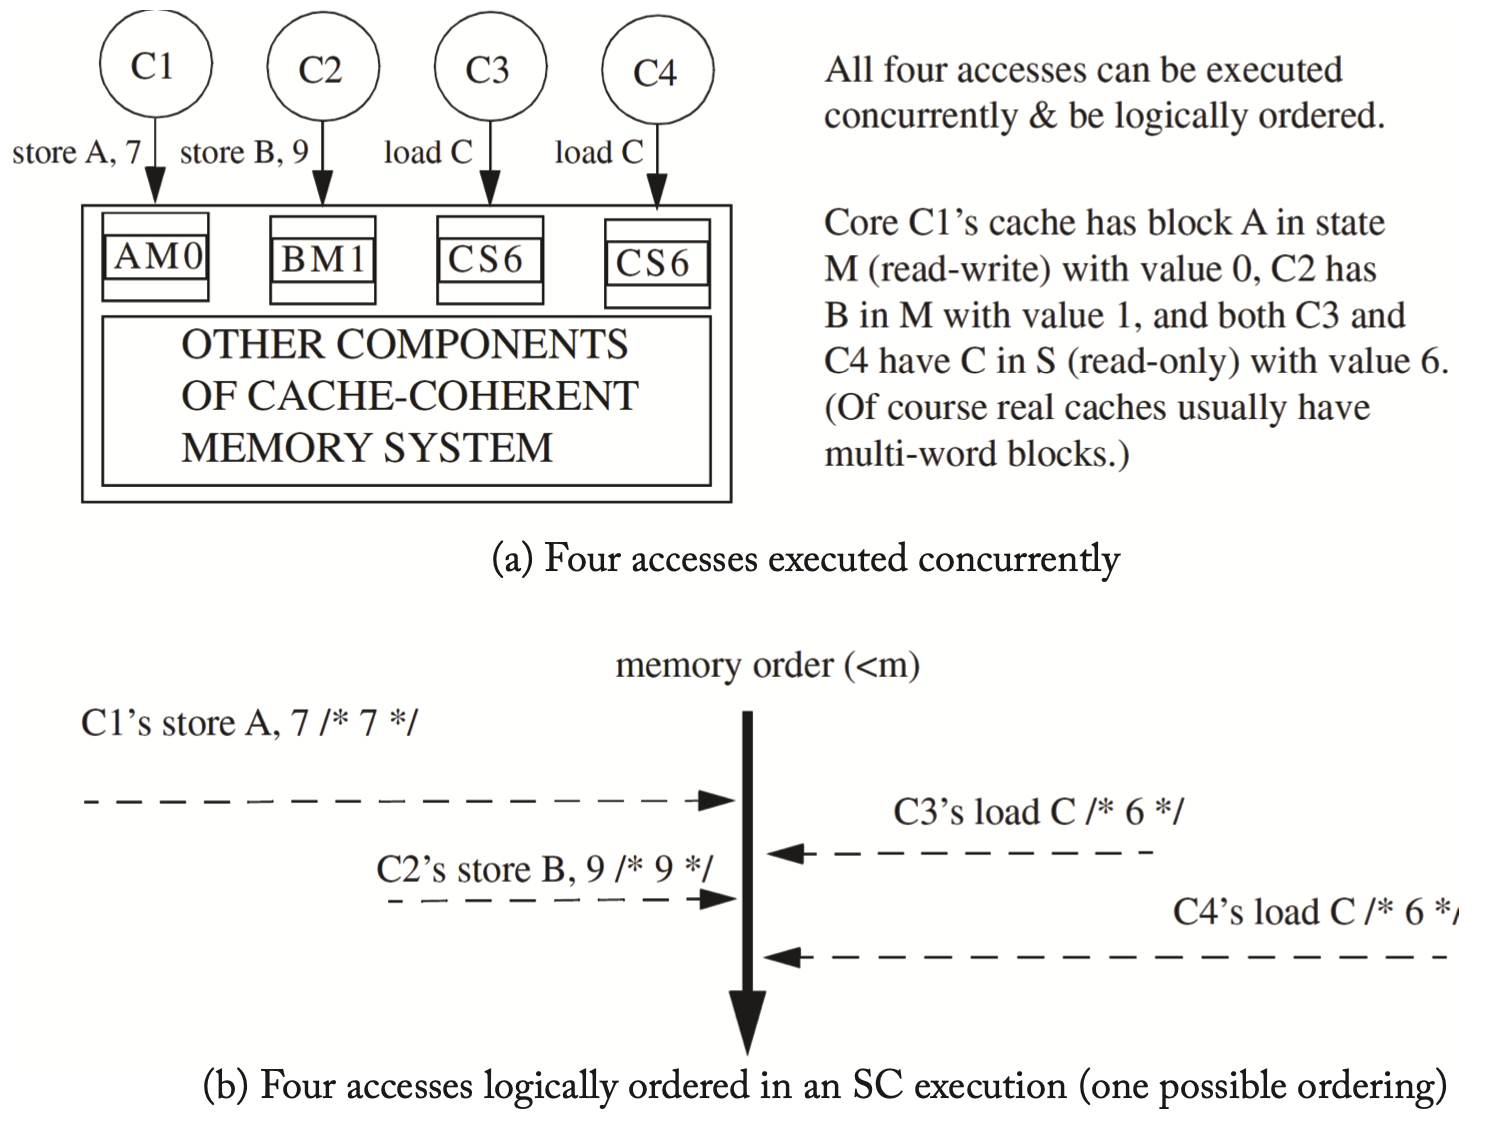 C1 C2 C3 C4
store A, 7 store B, 9 load C load C
AM0 BM1 CS6 CS6
OTHER COMPONENTS
OF CACHE-COHERENT
MEMORY SYSTEM
All four accesses can be executed
concurrently & be logically ordered.
Core C1’s cache has block A in state
M (read-write) with value 0, C2 has
B in M with value 1, and both C3 and
C4 have C in S (read-only) with value 6.
(Of course real caches usually have
multi-word blocks.)
(a) Four accesses executed concurrently
memory order (<m)
C1’s store A, 7 /* 7 */
C3’s load C /* 6 */
C2’s store B, 9 /* 9 */
C4’s load C /* 6 */
(b) Four accesses logically ordered in an SC execution (one possible ordering)